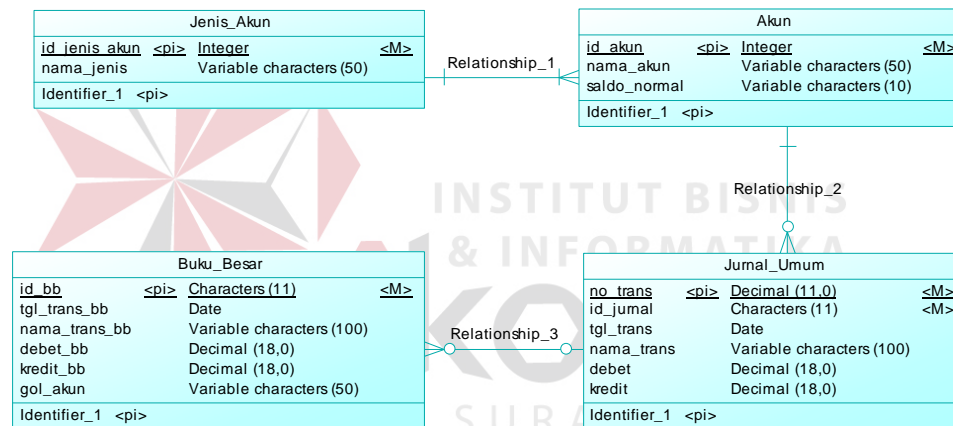 Jenis_Akun
id_jenis_akun <pi> Integer <M>
nama_jenis Variable characters (50)
Identifier_1 <pi>
Relationship_1
Akun
id_akun <pi> Integer <M>
nama_akun Variable characters (50)
saldo_normal Variable characters (10)
Identifier_1 <pi>
Relationship_2
INSTITUT BISNIS
& INFORMATIKA
Buku_Besar
id_bb <pi> Characters (11) <M>
tgl_trans_bb Date
nama_trans_bb Variable characters (100)
debet_bb Decimal (18,0)
kredit_bb Decimal (18,0)
gol_akun Variable characters (50)
Identifier_1 <pi>
Relationship_3
Jurnal_Umum
no_trans <pi> Decimal (11,0) <M>
id_jurnal Characters (11) <M>
tgl_trans Date
nama_trans Variable characters (100)
debet Decimal (18,0)
kredit Decimal (18,0)
Identifier_1 <pi>